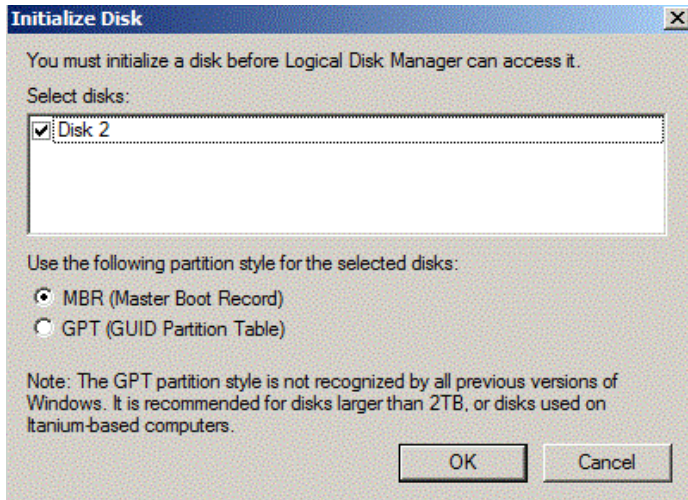 Initialize Disk
You must initialize a disk before Logical Disk Manager can access it.
Select disks:
Disk 2
Use the following partition style for the selected disks:
MBR (Master Boot Record)
GPT (GUID Partition Table)
Note: The GPT partition style is not recognized by all previous versions of
Windows. It is recommended for disks larger than 2TB, or disks used on
Itanium-based computers.
OK Cancel